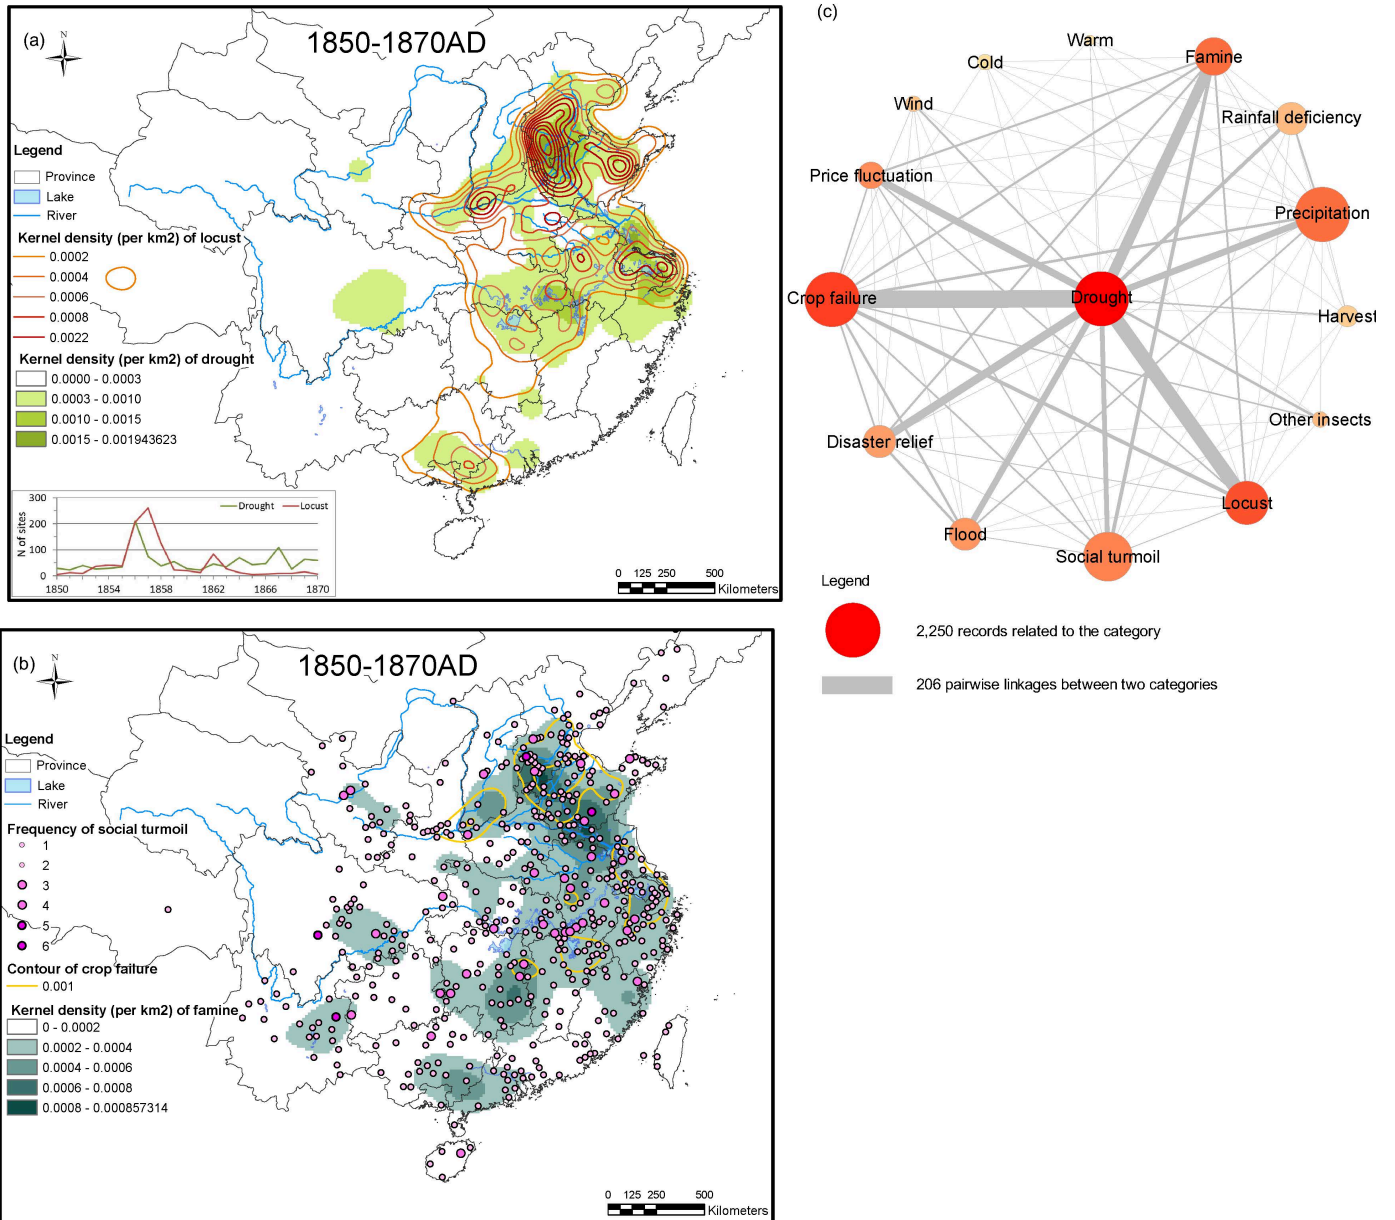 (a)
N
1850-1870AD
Legend
Province
Lake
River
Kernel density (per km2) of locust
0.0002
0.0004
0.0006
0.0008
0.0022
Kernel density (per km2) of drought
0.0000 - 0.0003
0.0003 - 0.0010
0.0010 - 0.0015
0.0015 - 0.001943623
300
200
100
0
N of sites
Drought
Locust
1850
1854
1858
1862
1866
1870
0 125 250 500
Kilometers
(b)
N
1850-1870AD
Legend
Province
Lake
River
Frequency of social turmoil
1
2
3
4
5
6
Contour of crop failure
0.001
Kernel density (per km2) of famine
0 - 0.0002
0.0002 - 0.0004
0.0004 - 0.0006
0.0006 - 0.0008
0.0008 - 0.000857314
0 125 250 500
Kilometers
(c)
Warm
Cold
Famine
Wind
Rainfall deficiency
Price fluctuation
Precipitation
Crop failure
Drought
Harvest
Other insects
Disaster relief
Locust
Flood
Social turmoil
Legend
2,250 records related to the category
206 pairwise linkages between two categories